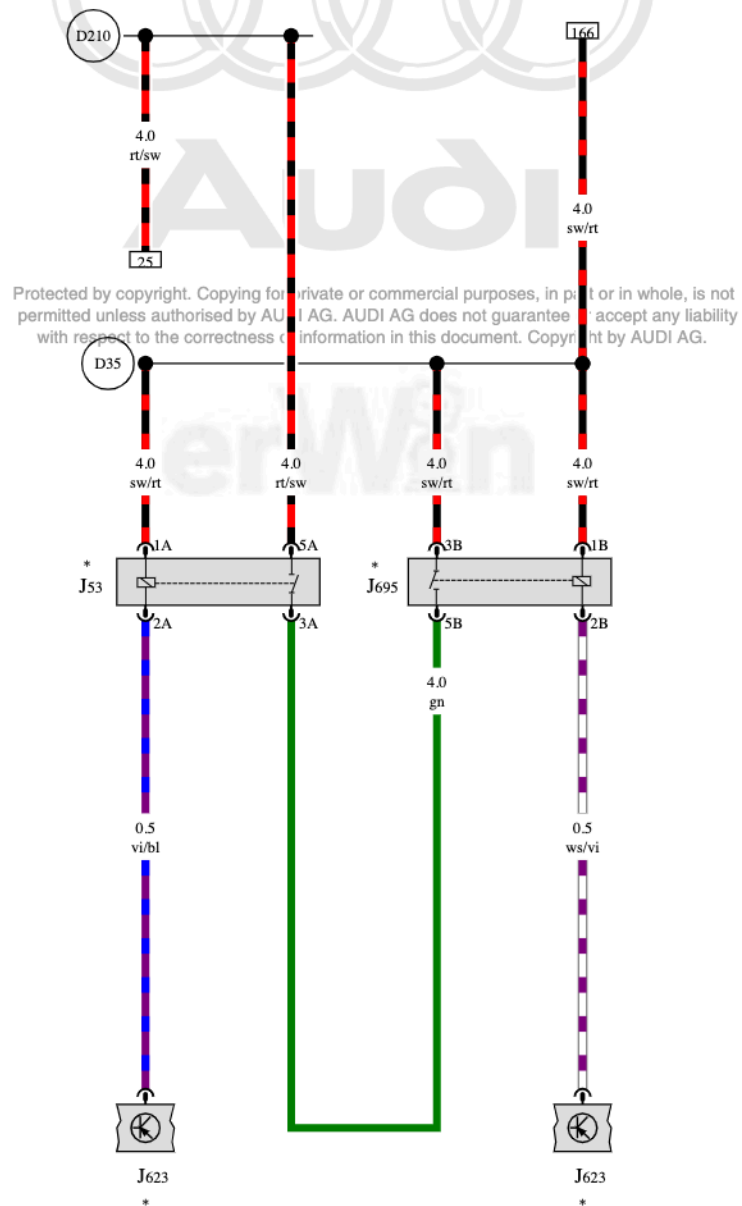 D210
166
4.0
rt/sw
25
4.0
sw/rt
Audi
Protected by copyright. Copying for private or commercial purposes, in part or in whole, is not
permitted unless authorised by AUDI AG. AUDI AG does not guarantee or accept any liability
with respect to the correctness of information in this document. Copyright by AUDI AG.
D35
erWin
4.0 4.0 4.0 4.0
sw/rt rt/sw sw/rt sw/rt
1A 5A 3B 1B
* *
J53 J695
2A 3A 5B 2B
4.0
gn
0.5 0.5
vi/bl ws/vi
J623 J623
* *